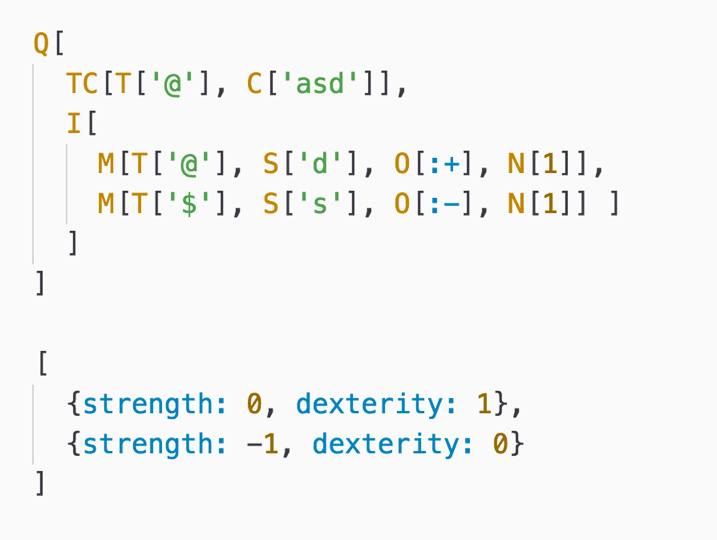 Q[
TC[T['@'], C['asd']],
I[
M[T['@'], S['d'], O[:+], N[1]],
M[T['$'], S['s'], O[:-], N[1]] ]
]
]
[
{strength: 0, dexterity: 1},
{strength: -1, dexterity: 0}
]